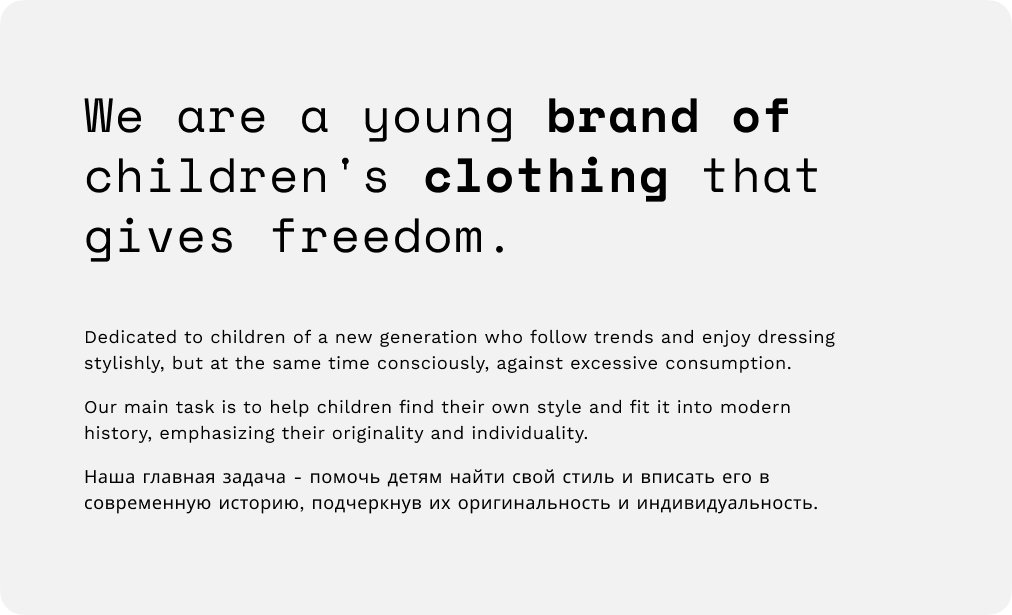 We are a young brand of
children's clothing that
gives freedom.
Dedicated to children of a new generation who follow trends and enjoy dressing
stylishly, but at the same time consciously, against excessive consumption.
Our main task is to help children find their own style and fit it into modern
history, emphasizing their originality and individuality.
Наша главная задача - помочь детям найти свой стиль и вписать его в
современную историю, подчеркнув их оригинальность и индивидуальность.